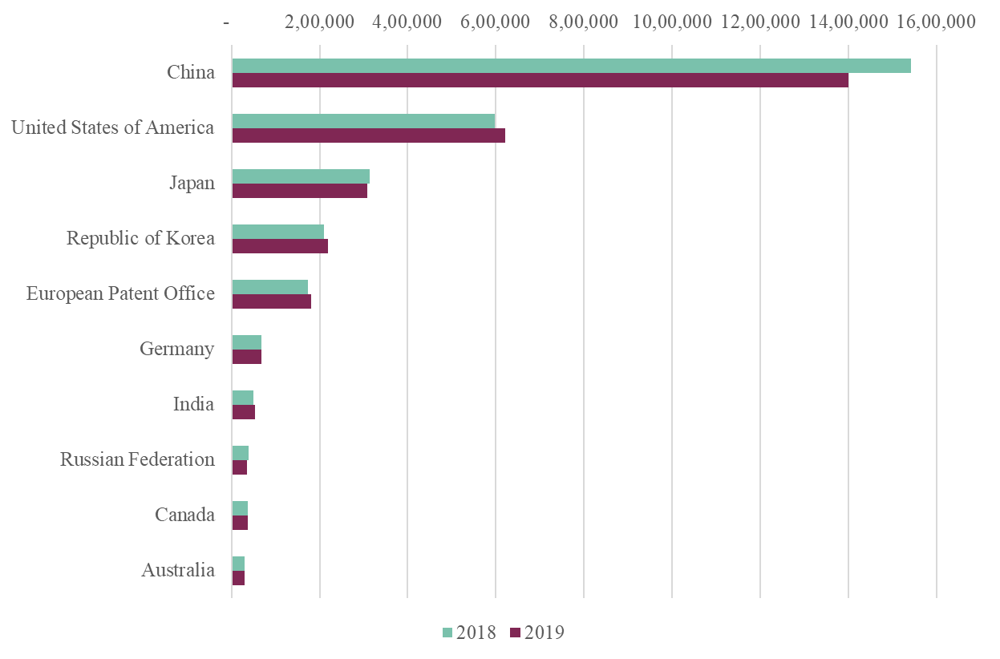 - 2,00,000 4,00,000 6,00,000 8,00,000 10,00,000 12,00,000 14,00,000 16,00,000
China
United States of America
Japan
Republic of Korea
European Patent Office
Germany
India
Russian Federation
Canada
Australia
2018 2019